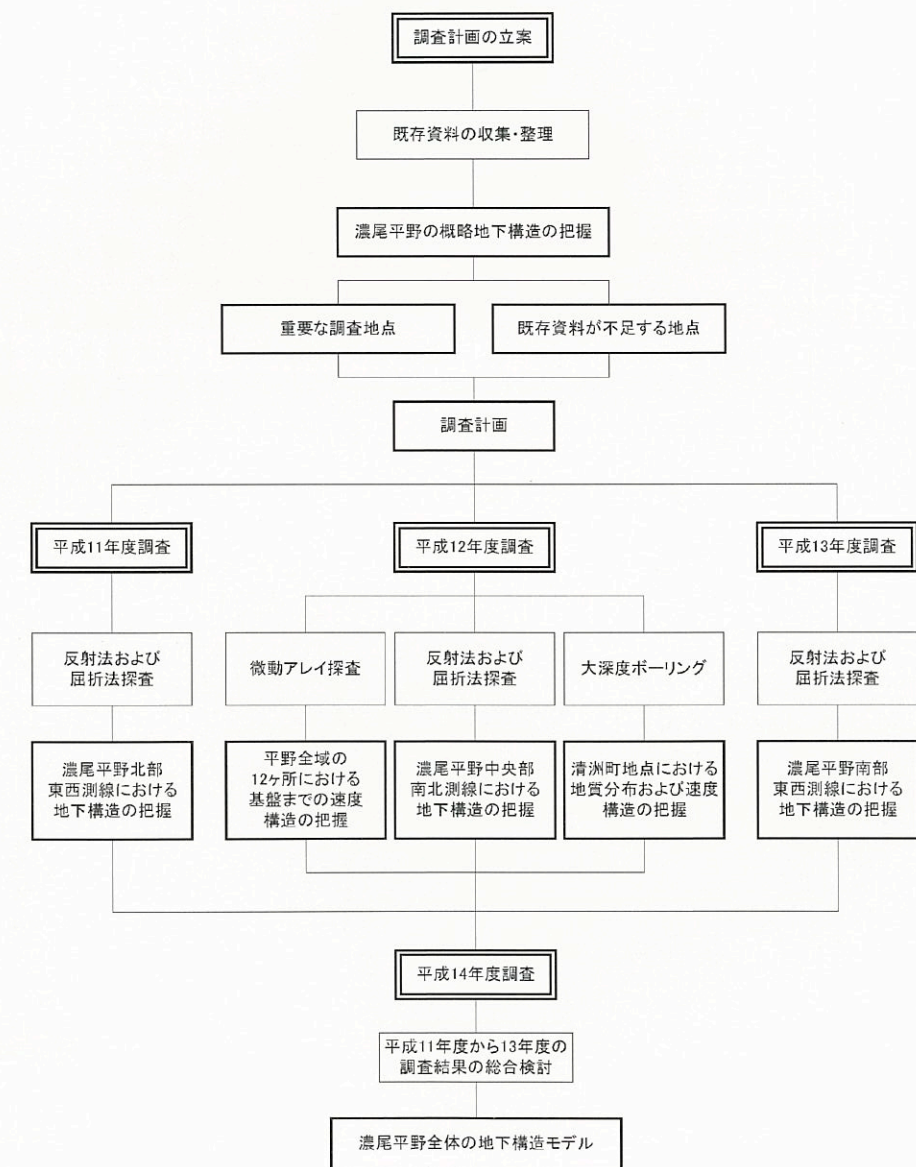 調査計画の立案
既存資料の収集・整理
濃尾平野の概略地下構造の把握
重要な調査地点
既存資料が不足する地点
調査計画
平成11年度調査
平成12年度調査
平成13年度調査
反射法および
屈折法探査
微動アレイ探査
反射法および
屈折法探査
大深度ボーリング
反射法および
屈折法探査
濃尾平野北部
東西測線における
地下構造の把握
平野全域の
12ヶ所における
基盤までの速度
構造の把握
濃尾平野中央部
南北測線における
地下構造の把握
清洲町地点における
地質分布および速度
構造の把握
濃尾平野南部
東西測線における
地下構造の把握
平成14年度調査
平成11年度から13年度の
調査結果の総合検討
濃尾平野全体の地下構造モデル